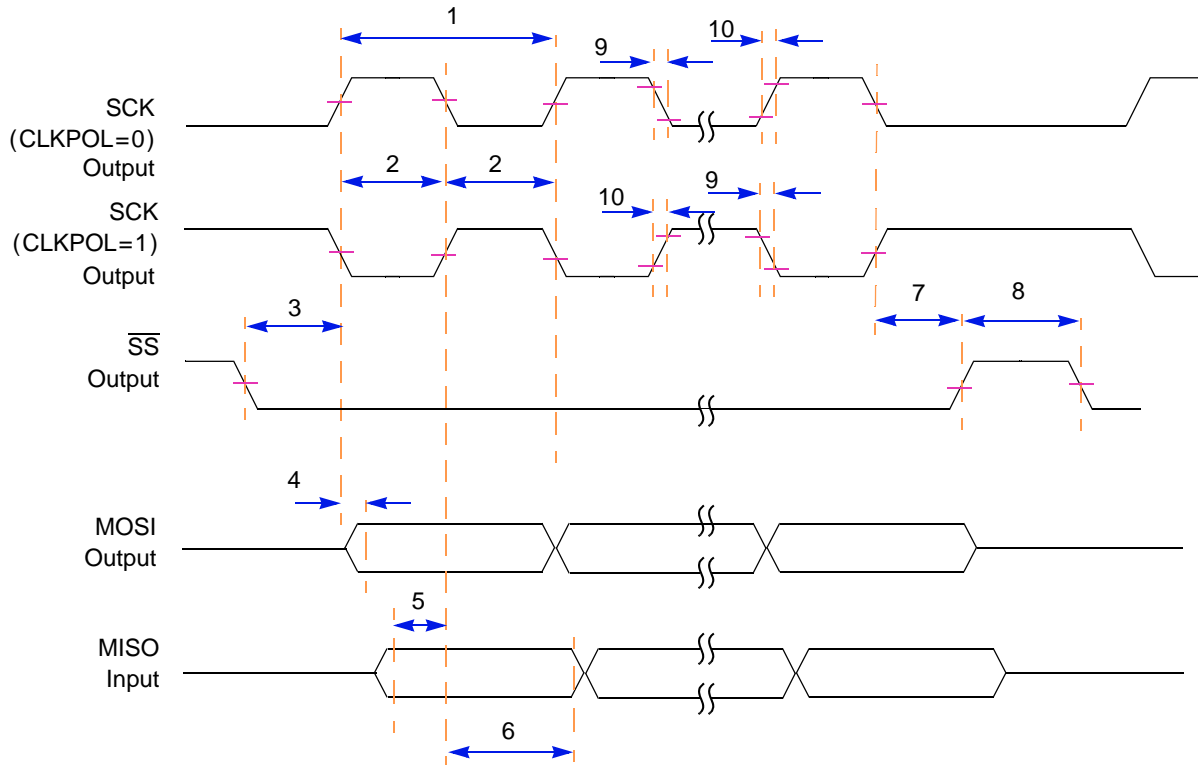 1
9
10
SCK
(CLKPOL=0)
Output
2 2
SCK
(CLKPOL=1)
Output
10
9
3
7
8
SS
Output
4
MOSI
Output
5
MISO
Input
6